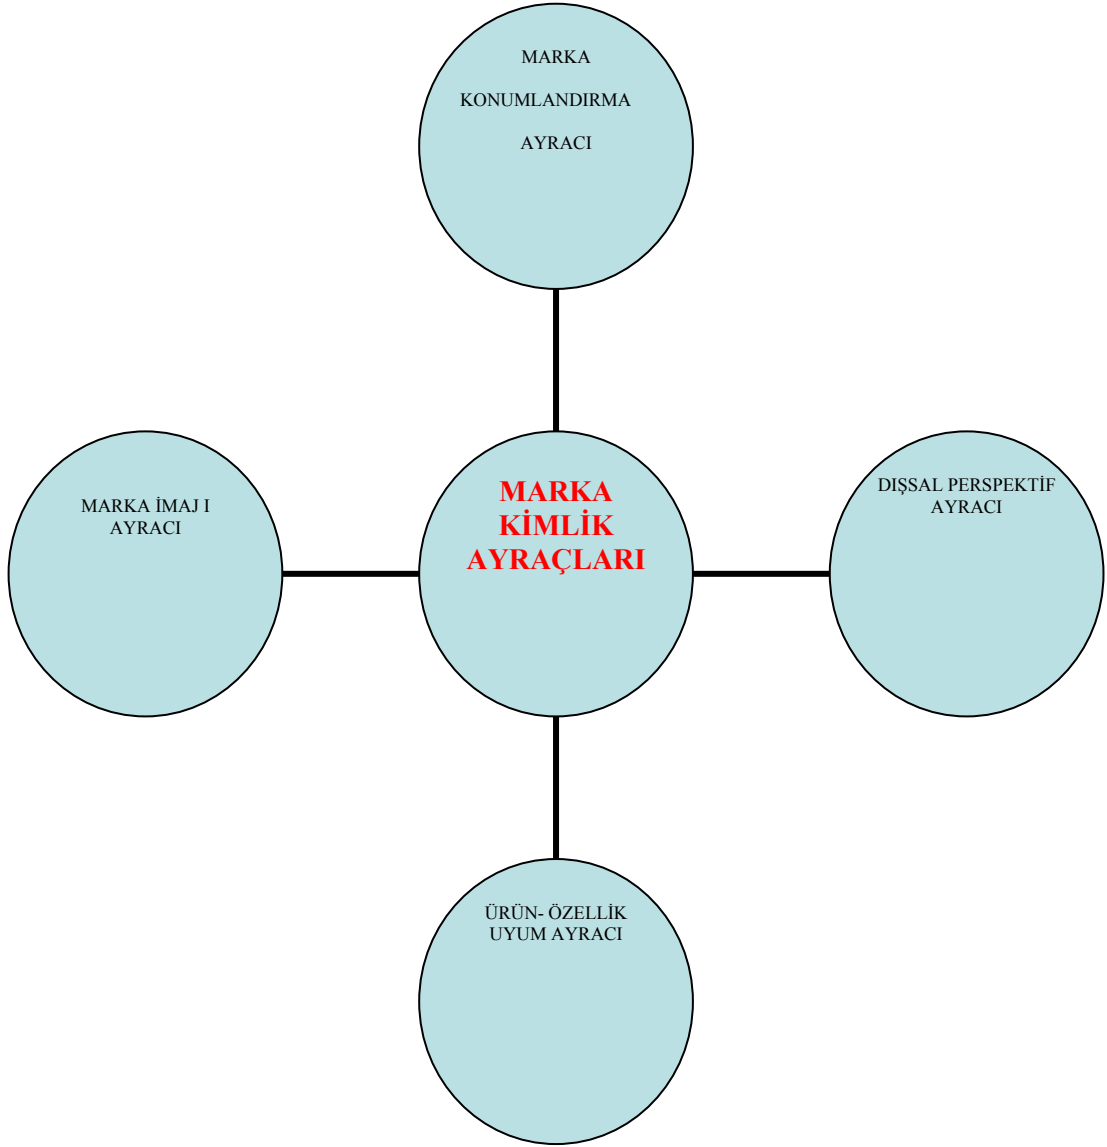 MARKA
KONUMLANDIRMA
AYRACI
MARKA İMAJ I
AYRACI
MARKA
KİMLİK
AYRAÇLARI
DIŞSAL PERSPEKTİF
AYRACI
ÜRÜN- ÖZELLİK
UYUM AYRACI